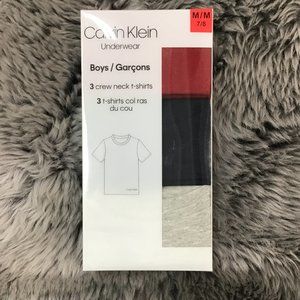 M/M
7/8
Calvin Klein
Underwear
Boys / Garçons
3 crew neck t-shirts
3 t-shirts col ras
du cou